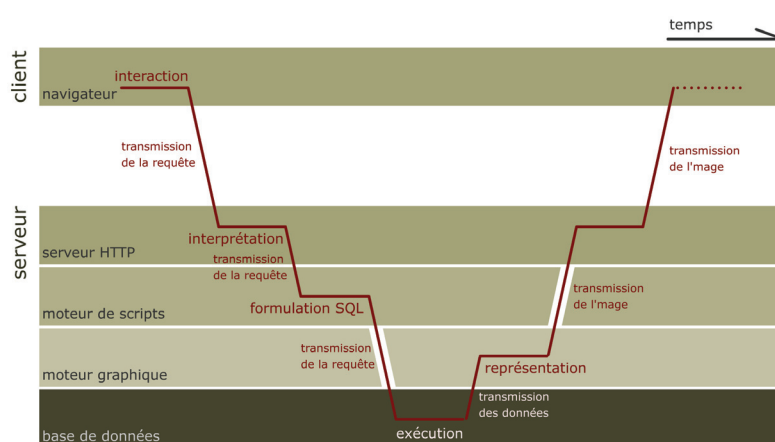 temps
client
interaction
navigateur
transmission
de la requête
transmission
de l'mage
serveur
interprétation
serveur HTTP
transmission
de la requête
formulation SQL
transmission
de l'mage
moteur de scripts
transmission
de la requête
représentation
moteur graphique
transmission
des données
exécution
base de données